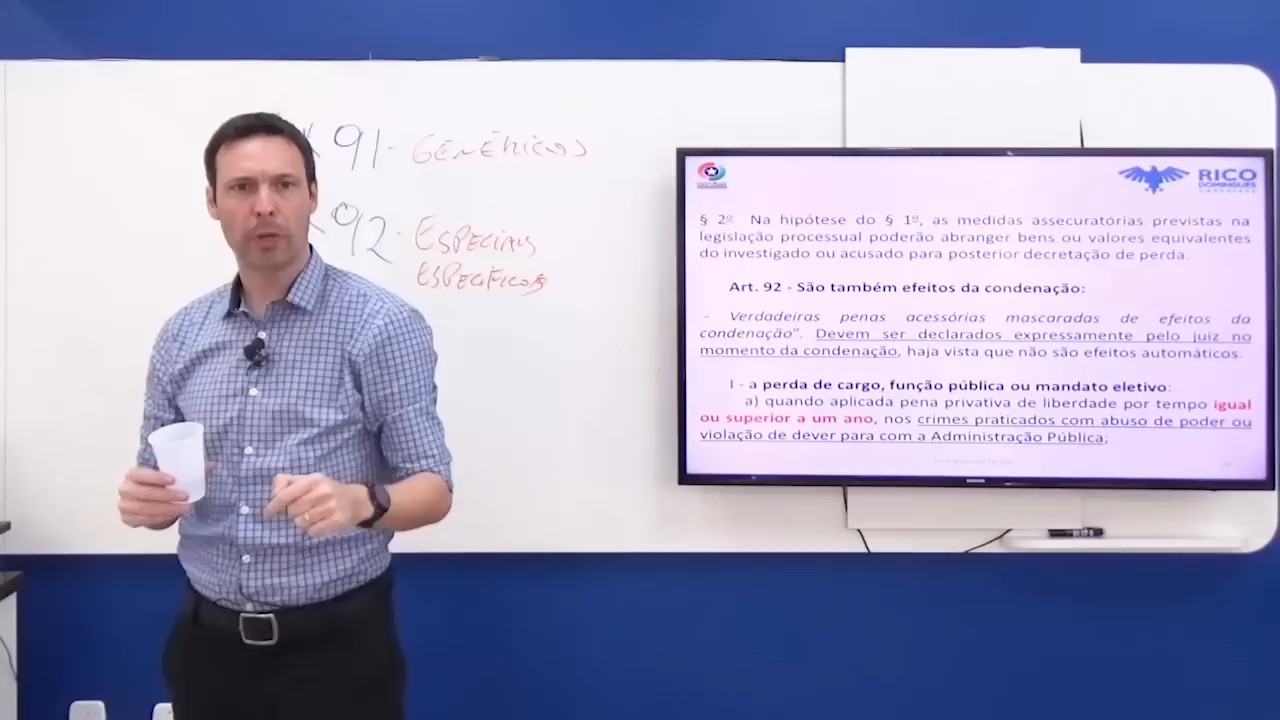 91- GENÉRICOS
92- ESPECIAIS
ESPECÍFICOS
RICO
DOMINGUES
§ 2º Na hipótese do § 1º, as medidas assecuratórias previstas na
legislação processual poderão abranger bens ou valores equivalentes
do investigado ou acusado para posterior decretação de perda.
Art. 92 - São também efeitos da condenação:
- Verdadeiras penas acessórias mascaradas de efeitos da
condenação". Devem ser declarados expressamente pelo juiz no
momento da condenação, haja vista que não são efeitos automáticos.
I - a perda de cargo, função pública ou mandato eletivo:
a) quando aplicada pena privativa de liberdade por tempo igual
ou superior a um ano, nos crimes praticados com abuso de poder ou
violação de dever para com a Administração Pública;